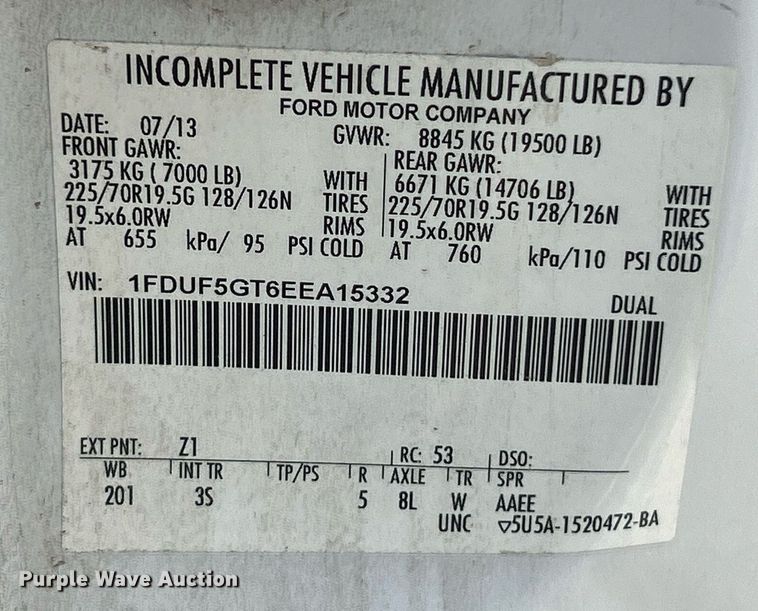 INCOMPLETE VEHICLE MANUFACTURED BY
FORD MOTOR COMPANY
DATE: 07/13 GVWR: 8845 KG (19500 LB)
FRONT GAWR: REAR GAWR:
3175 KG ( 7000 LB) WITH 6671 KG (14706 LB) WITH
225/70R19.5G 128/126N TIRES 225/70R19.5G 128/126N TIRES
19.5x6.0RW RIMS 19.5x6.0RW RIMS
AT 655 kPa/ 95 PSI COLD AT 760 kPa/110 PSI COLD
VIN: 1FDUF5GT6EEA15332 DUAL
EXT PNT: Z1 RC: 53 DSO:
WB INT TR TP/PS R AXLE TR SPR
201 3S 5 8L W AAEE
UNC ▽5U5A-1520472-BA
Purple Wave Auction